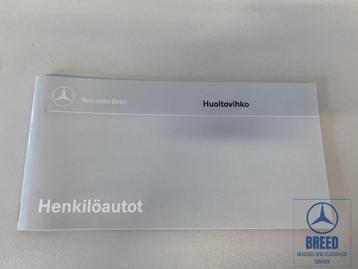 Mercedes-Benz
Huoltovihko
Henkilöautot
BREED
MERCEDES-BENZ KLASSIEKERS